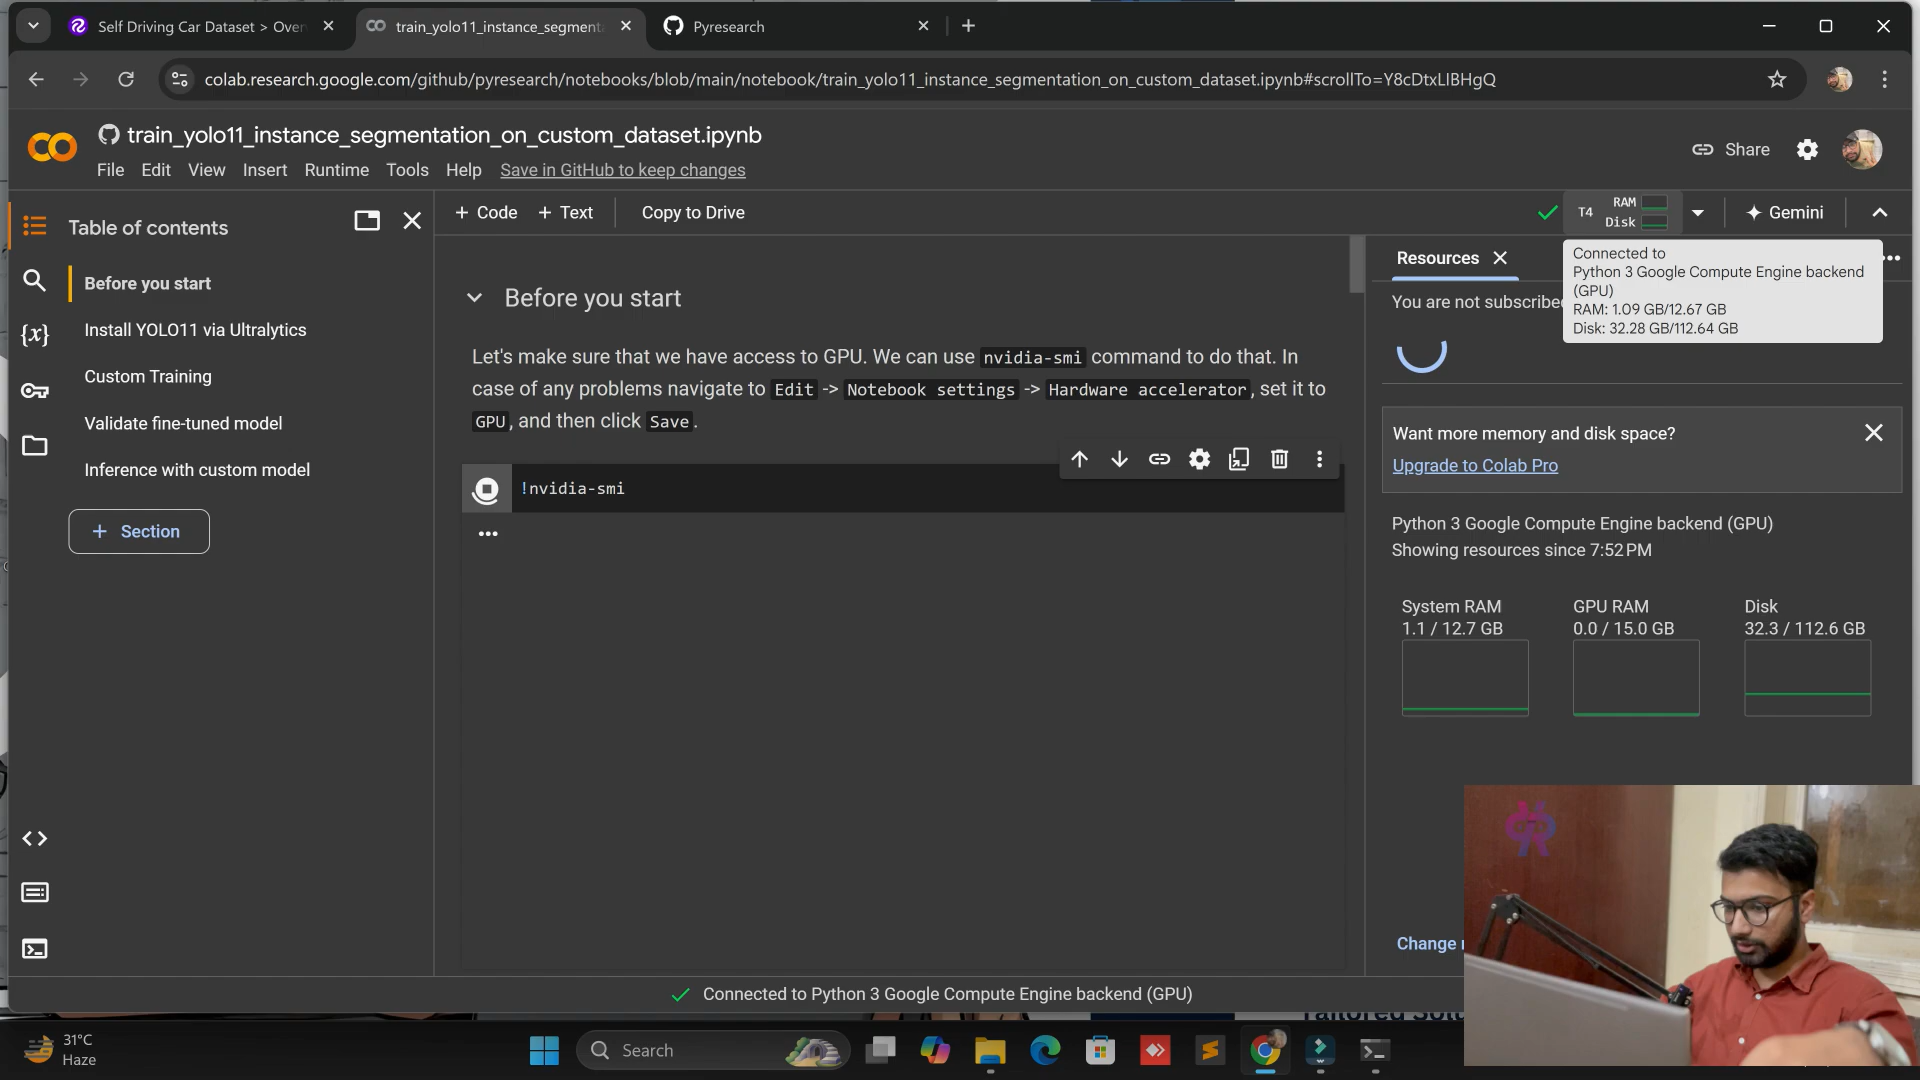 Self Driving Car Dataset > Over
train_yolo11_instance_segmenta
Pyresearch
colab.research.google.com/github/pyresearch/notebooks/blob/main/notebook/train_yolo11_instance_segmentation_on_custom_dataset.ipynb#scrollTo=Y8cDtxLIBHgQ
train_yolo11_instance_segmentation_on_custom_dataset.ipynb
File Edit View Insert Runtime Tools Help Save in GitHub to keep changes
Share
+ Code + Text Copy to Drive
T4 RAM
Disk
Gemini
Table of contents
Before you start
Install YOLO11 via Ultralytics
Custom Training
Validate fine-tuned model
Inference with custom model
+ Section
Before you start
Let's make sure that we have access to GPU. We can use nvidia-smi command to do that. In
case of any problems navigate to Edit -> Notebook settings -> Hardware accelerator, set it to
GPU, and then click Save.
!nvidia-smi
Resources
You are not subscribed
Connected to
Python 3 Google Compute Engine backend
(GPU)
RAM: 1.09 GB/12.67 GB
Disk: 32.28 GB/112.64 GB
Want more memory and disk space?
Upgrade to Colab Pro
Python 3 Google Compute Engine backend (GPU)
Showing resources since 7:52 PM
System RAM
1.1 / 12.7 GB
GPU RAM
0.0 / 15.0 GB
Disk
32.3 / 112.6 GB
Change
Connected to Python 3 Google Compute Engine backend (GPU)
31°C
Haze
Search